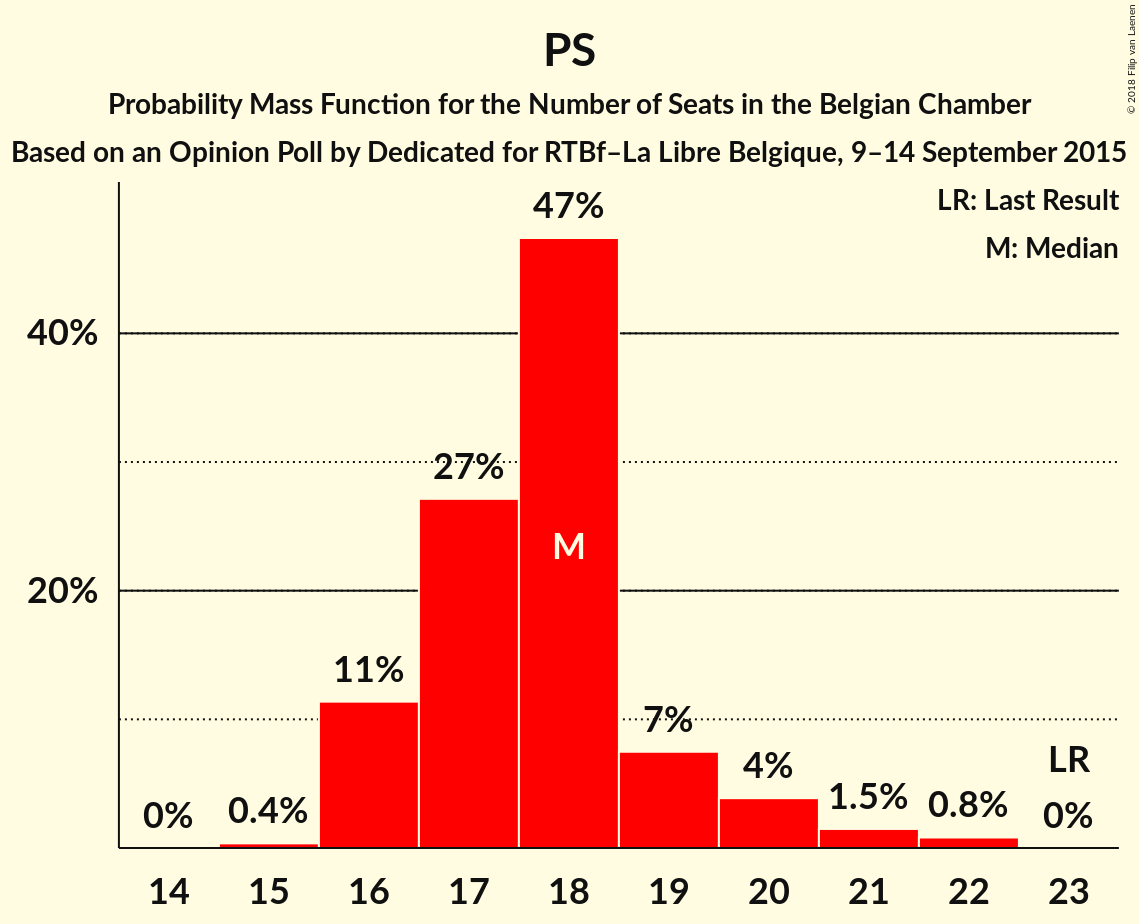 PS
Probability Mass Function for the Number of Seats in the Belgian Chamber
Based on an Opinion Poll by Dedicated for RTBf–La Libre Belgique, 9–14 September 2015
© 2018 Filip van Laenen
LR: Last Result
M: Median
47%
40%
27%
M
20%
11%
7%
4%
LR
0%
0.4%
1.5%
0.8%
0%
14 15 16 17 18 19 20 21 22 23